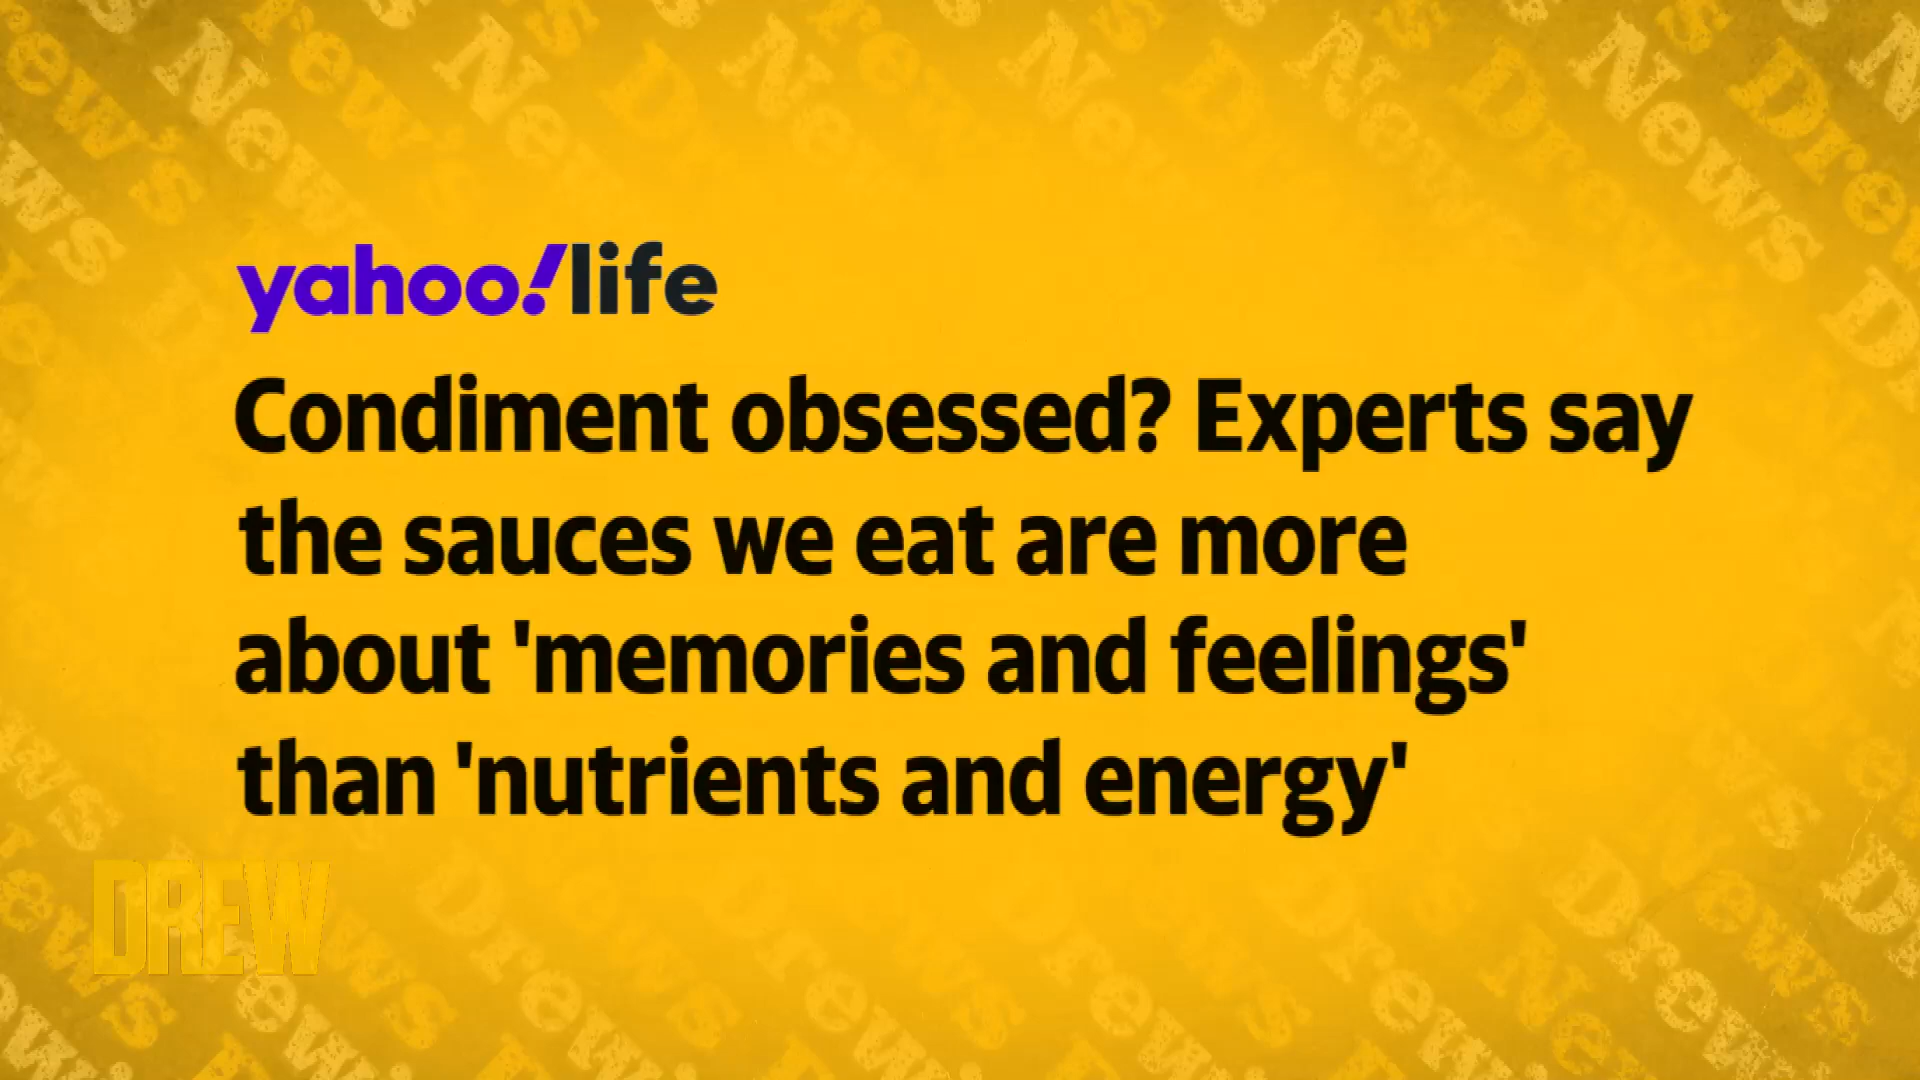 yahoo!life
Condiment obsessed? Experts say
the sauces we eat are more
about 'memories and feelings'
than 'nutrients and energy'
DREW